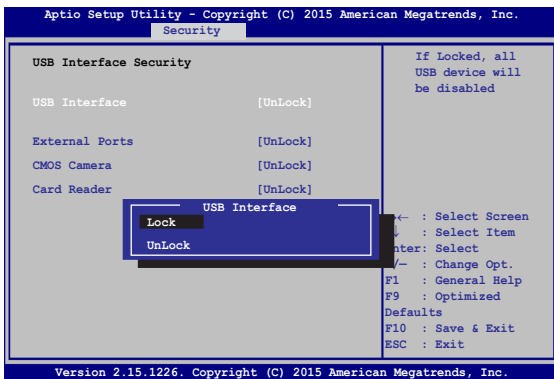 Aptio Setup Utility - Copyright (C) 2015 American Megatrends, Inc.
Security
USB Interface Security
USB Interface [UnLock]
External Ports [UnLock]
CMOS Camera [UnLock]
Card Reader [UnLock]
USB Interface
Lock
UnLock
If Locked, all
USB device will
be disabled
← : Select Screen
↓ : Select Item
nter: Select
/— : Change Opt.
F1 : General Help
F9 : Optimized
Defaults
F10 : Save & Exit
ESC : Exit
Version 2.15.1226. Copyright (C) 2015 American Megatrends, Inc.